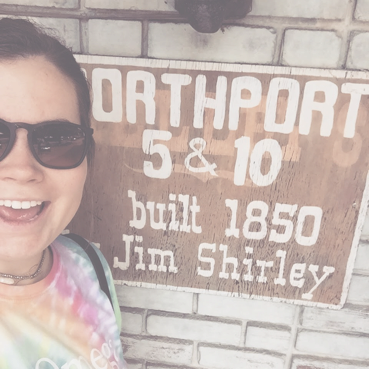 ORTHPORT
5 & 10
built 1850
Jim Shirley